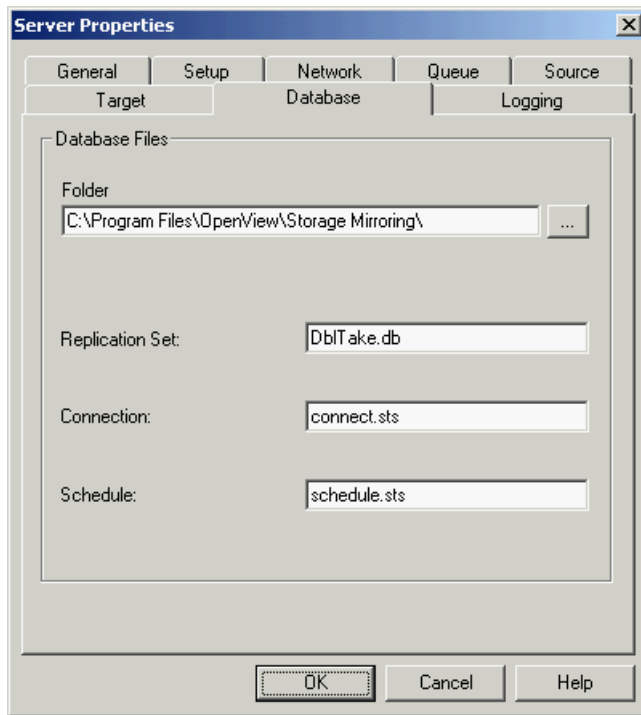 Server Properties
General Setup Network Queue Source
Target Database Logging
Database Files
Folder
C:\Program Files\OpenView\Storage Mirroring\ ...
Replication Set: DblTake.db
Connection: connect.sts
Schedule: schedule.sts
OK Cancel Help